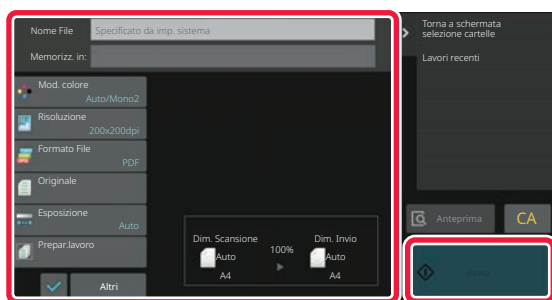 Nome File
Specificato da imp. sistema
Memorizz. in:
Mod. colore
Auto/Mono2
Risoluzione
200x200dpi
Formato File
PDF
Originale
Esposizione
Auto
Prepar.lavoro
Altri
Dim. Scansione
Auto
A4
100%
Dim. Invio
Auto
A4
Torna a schermata
selezione cartelle
Lavori recenti
Anteprima
CA